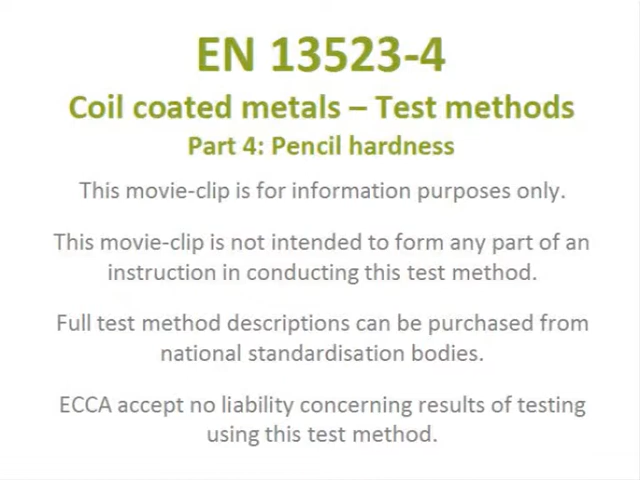 EN 13523-4
Coil coated metals – Test methods
Part 4: Pencil hardness
This movie-clip is for information purposes only.
This movie-clip is not intended to form any part of an
instruction in conducting this test method.
Full test method descriptions can be purchased from
national standardisation bodies.
ECCA accept no liability concerning results of testing
using this test method.